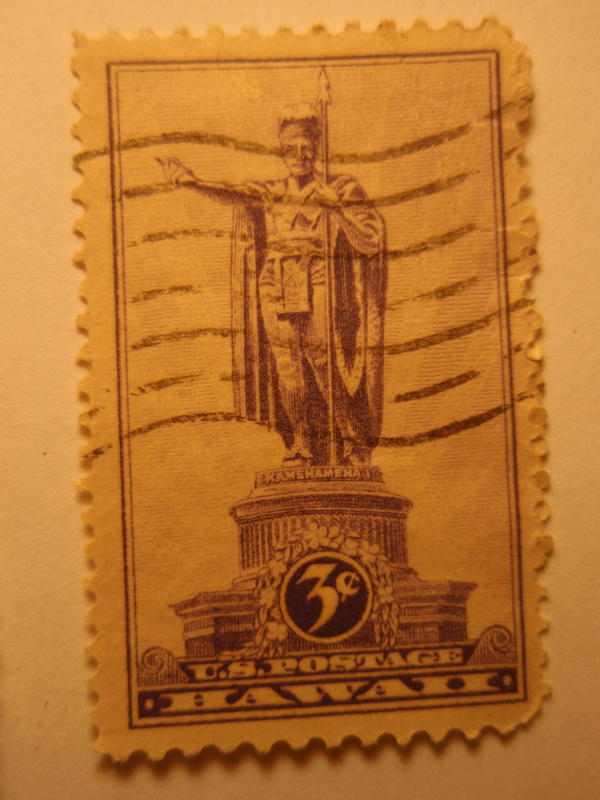 KAMEHAMEHA I
3¢
U.S. POSTAGE
HAWAII